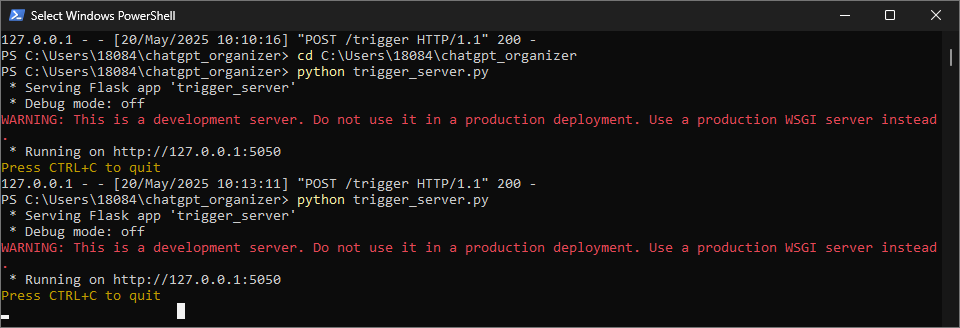 Select Windows PowerShell
127.0.0.1 - - [20/May/2025 10:10:16] "POST /trigger HTTP/1.1" 200 -
PS C:\Users\18084\chatgpt_organizer> cd C:\Users\18084\chatgpt_organizer
PS C:\Users\18084\chatgpt_organizer> python trigger_server.py
 * Serving Flask app 'trigger_server'
 * Debug mode: off
WARNING: This is a development server. Do not use it in a production deployment. Use a production WSGI server instead
.
 * Running on http://127.0.0.1:5050
Press CTRL+C to quit
127.0.0.1 - - [20/May/2025 10:13:11] "POST /trigger HTTP/1.1" 200 -
PS C:\Users\18084\chatgpt_organizer> python trigger_server.py
 * Serving Flask app 'trigger_server'
 * Debug mode: off
WARNING: This is a development server. Do not use it in a production deployment. Use a production WSGI server instead
.
 * Running on http://127.0.0.1:5050
Press CTRL+C to quit